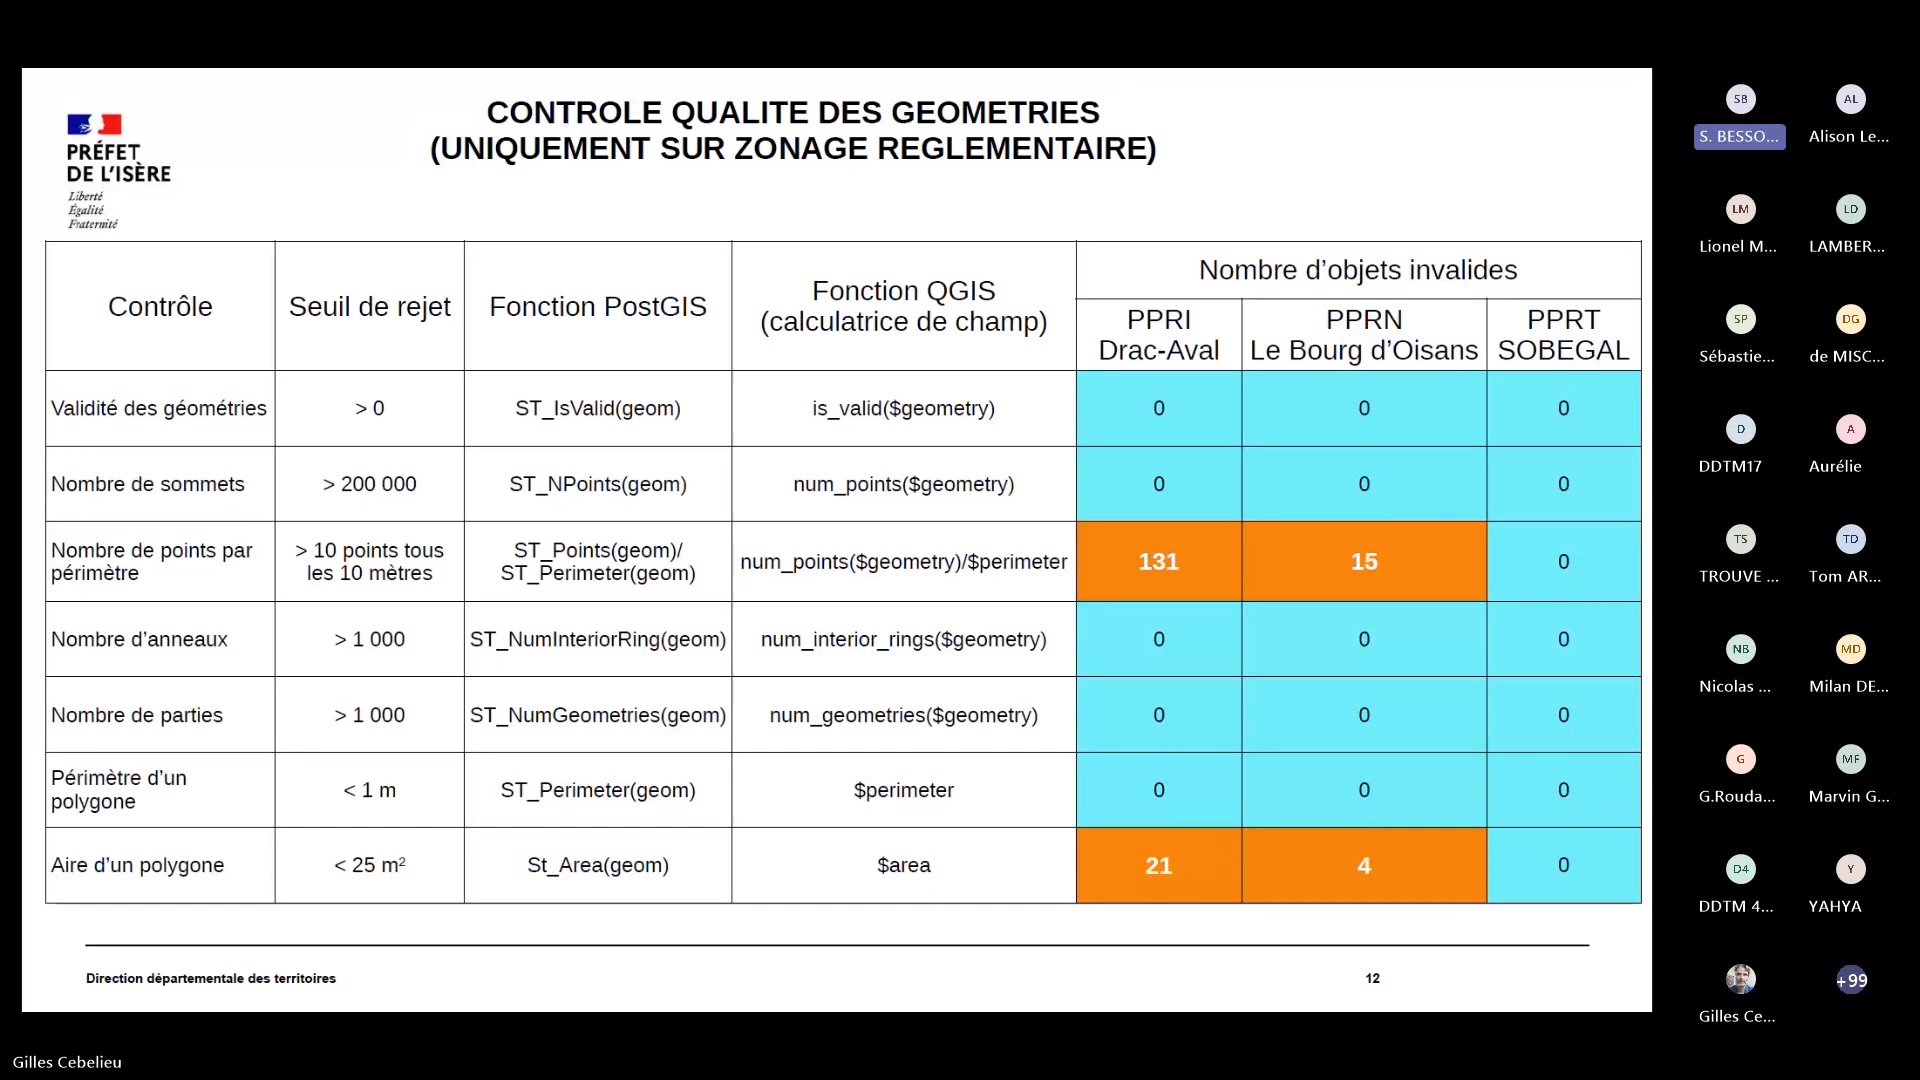 CONTROLE QUALITE DES GEOMETRIES
(UNIQUEMENT SUR ZONAGE REGLEMENTAIRE)
PRÉFET
DE L'ISÈRE
Liberté
Égalité
Fraternité
Contrôle
Seuil de rejet
Fonction PostGIS
Fonction QGIS
(calculatrice de champ)
Nombre d’objets invalides
PPRI
Drac-Aval
PPRN
Le Bourg d’Oisans
PPRT
SOBEGAL
Validité des géométries
> 0
ST_IsValid(geom)
is_valid($geometry)
0
0
0
Nombre de sommets
> 200 000
ST_NPoints(geom)
num_points($geometry)
0
0
0
Nombre de points par
périmètre
> 10 points tous
les 10 mètres
ST_Points(geom)/
ST_Perimeter(geom)
num_points($geometry)/$perimeter
131
15
0
Nombre d’anneaux
> 1 000
ST_NumInteriorRing(geom)
num_interior_rings($geometry)
0
0
0
Nombre de parties
> 1 000
ST_NumGeometries(geom)
num_geometries($geometry)
0
0
0
Périmètre d’un
polygone
< 1 m
ST_Perimeter(geom)
$perimeter
0
0
0
Aire d’un polygone
< 25 m²
St_Area(geom)
$area
21
4
0
Direction départementale des territoires
12
SB
S. BESSO...
AL
Alison Le...
LM
Lionel M...
LD
LAMBER...
SP
Sébastie...
DG
de MISC...
D
DDTM17
A
Aurélie
TS
TROUVE ...
TD
Tom AR...
NB
Nicolas ...
MD
Milan DE...
G
G.Rouda...
MF
Marvin G...
D4
DDTM 4...
Y
YAHYA
Gilles Ce...
+99
Gilles Cebelieu